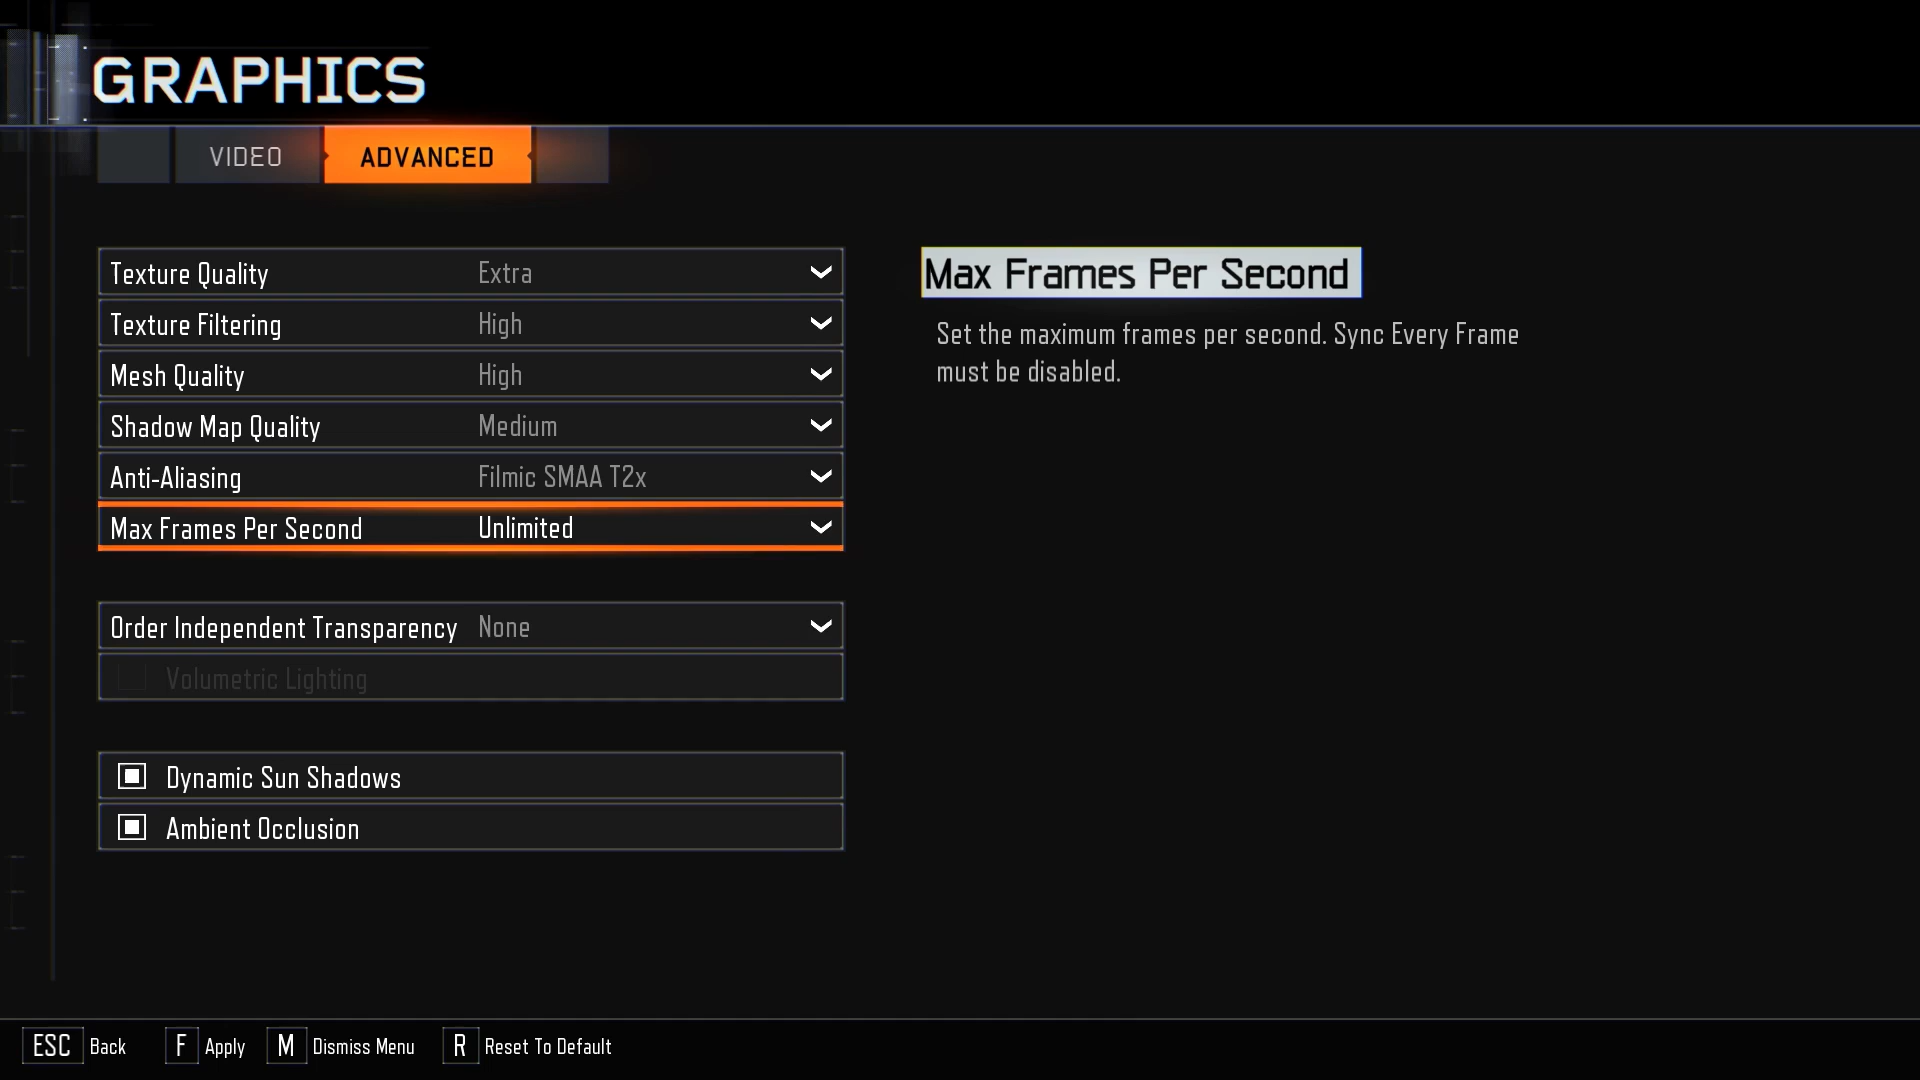 GRAPHICS
VIDEO ADVANCED
Texture Quality Extra
Texture Filtering High
Mesh Quality High
Shadow Map Quality Medium
Anti-Aliasing Filmic SMAA T2x
Max Frames Per Second Unlimited
Order Independent Transparency None
Volumetric Lighting
Dynamic Sun Shadows
Ambient Occlusion
Max Frames Per Second
Set the maximum frames per second. Sync Every Frame
must be disabled.
ESC Back F Apply M Dismiss Menu R Reset To Default